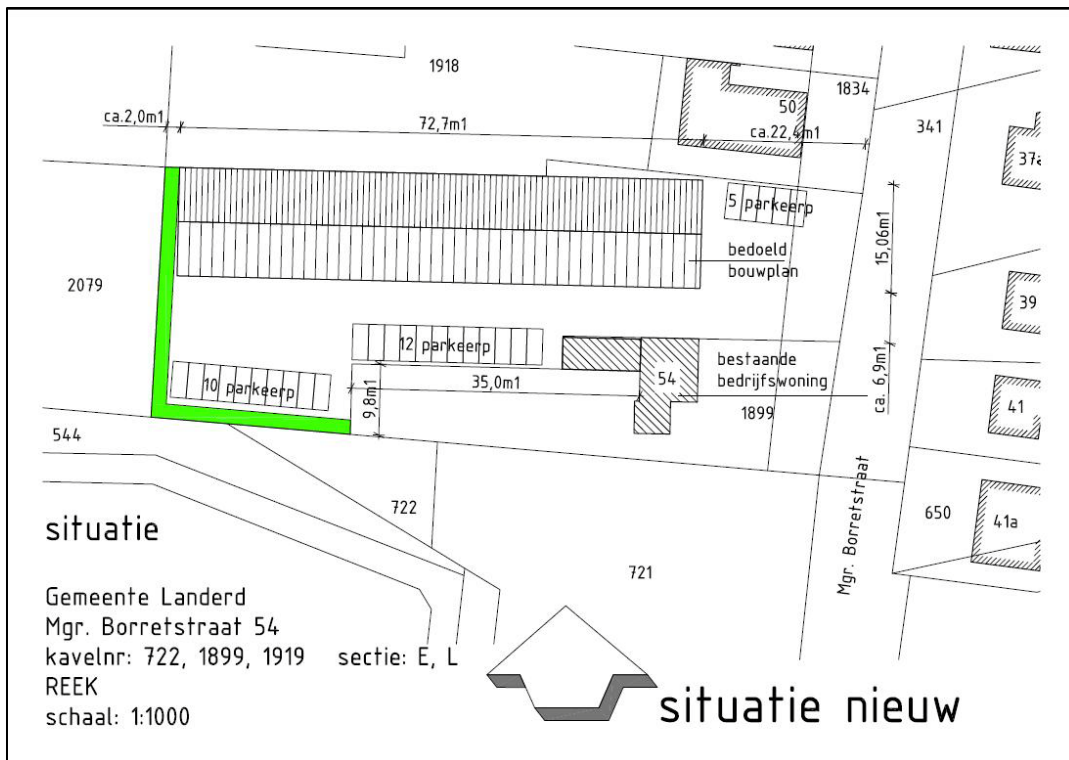 1918
1834
50
341
ca.2,0m1
72,7m1
ca.22,4m1
37a
5 parkeerp
15,06m1
bedoeld
bouwplan
2079
39
12 parkeerp
bestaande
bedrijfswoning
10 parkeerp
35,0m1
54
ca. 6,9m1
9,8m1
1899
41
544
722
Mgr. Borretstraat
650
41a
721
situatie
Gemeente Landerd
Mgr. Borretstraat 54
kavelnr: 722, 1899, 1919 sectie: E, L
REEK
schaal: 1:1000
situatie nieuw